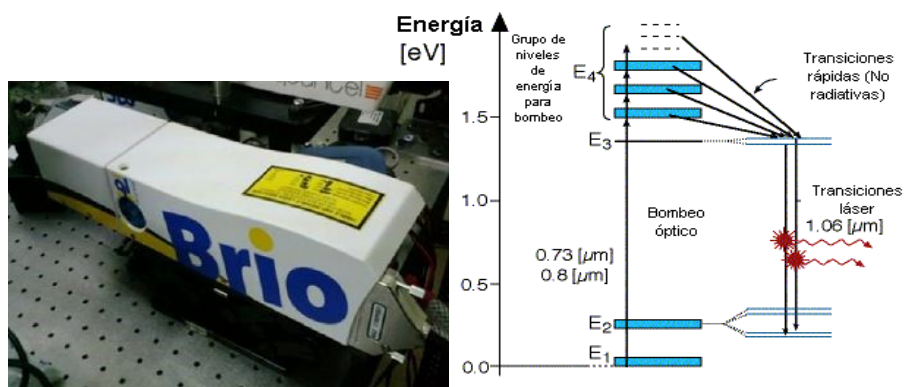 Brio
Energía
[eV]
1.5
1.0
0.5
0.0
Grupo de
niveles
de
energía
para
bombeo
E4
E3
E2
E1
Bombeo
óptico
0.73 [µm]
0.8 [µm]
Transiciones
rápidas (No
radiativas)
Transiciones
láser
1.06 [µm]